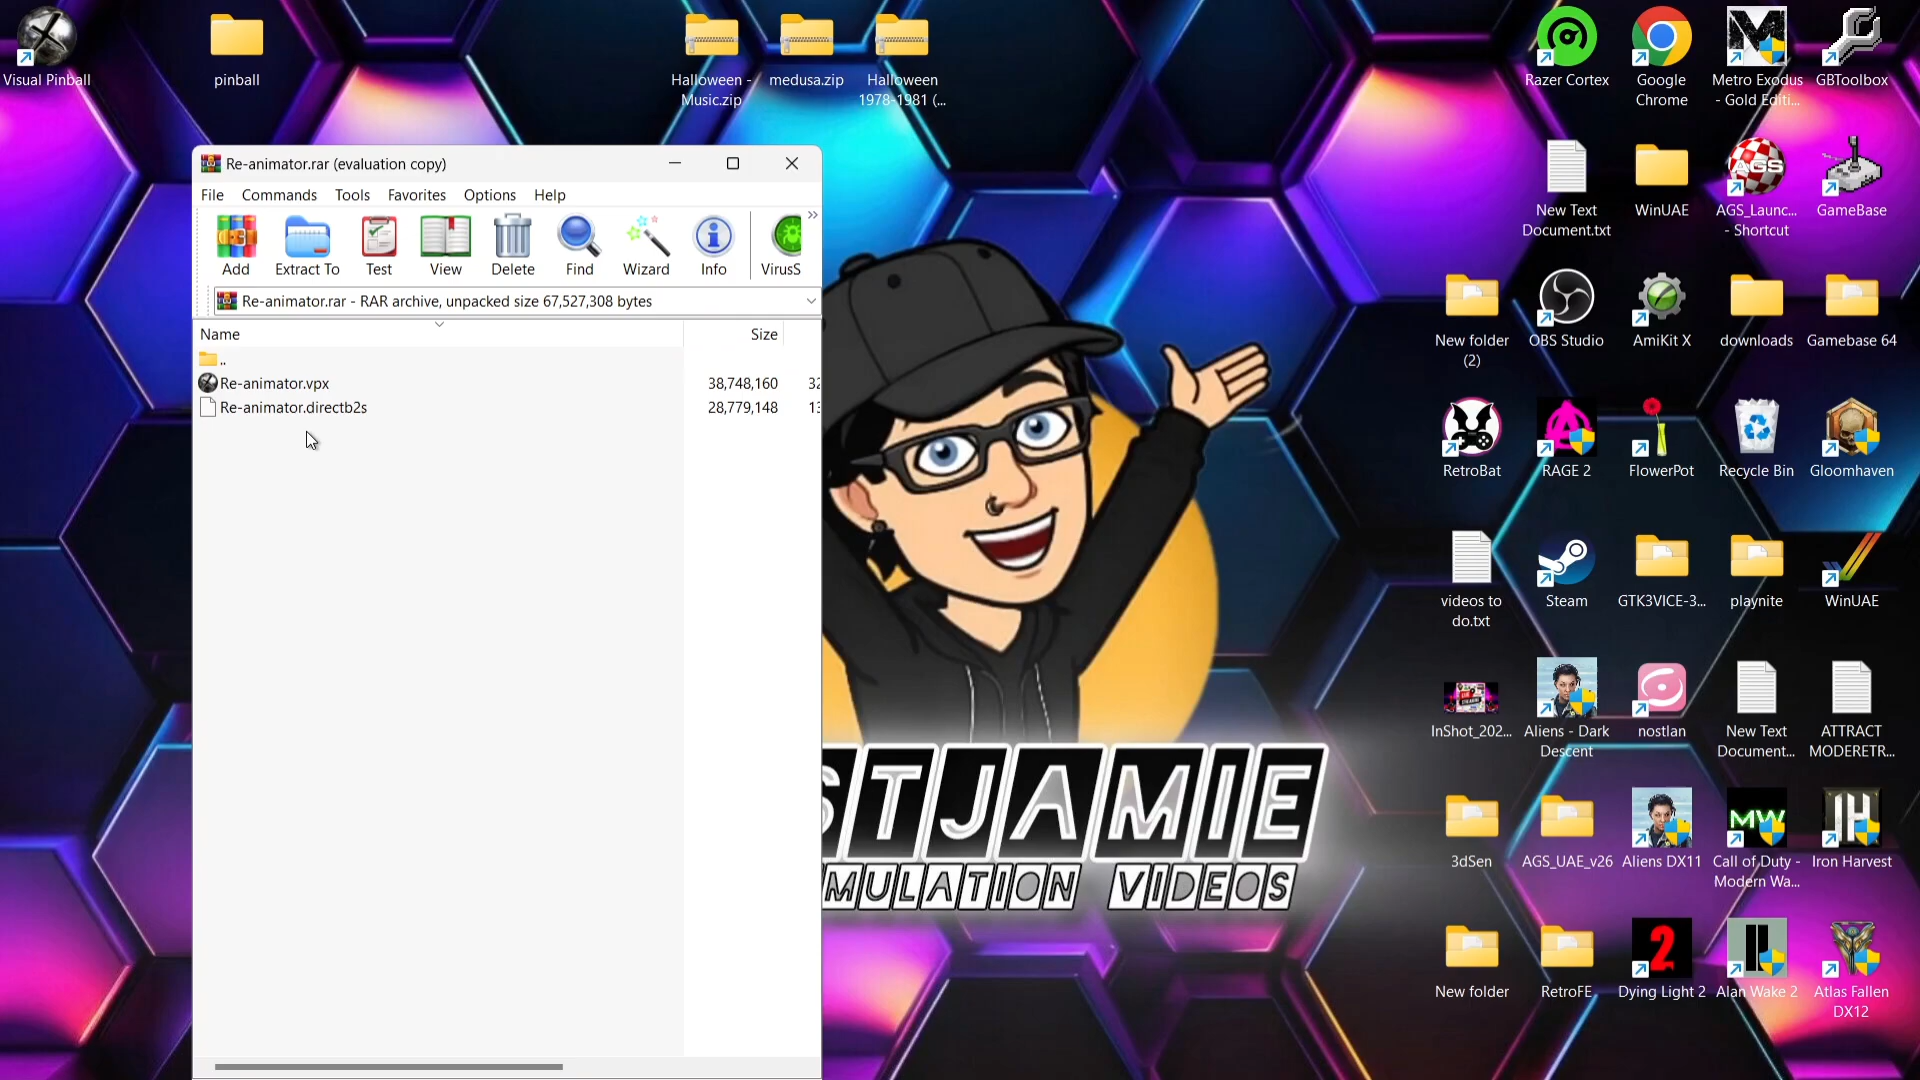 Visual Pinball
pinball
Halloween -
Music.zip
medusa.zip
Halloween
1978-1981 (...
Razer Cortex
Google
Chrome
Metro Exodus
- Gold Editi...
GBToolbox
Re-animator.rar (evaluation copy)
File Commands Tools Favorites Options Help
Add Extract To Test View Delete Find Wizard Info VirusS
Re-animator.rar - RAR archive, unpacked size 67,527,308 bytes
Name Size
..
Re-animator.vpx 38,748,160 32
Re-animator.directb2s 28,779,148 13
New Text
Document.txt
WinUAE
AGS
AGS_Launc...
- Shortcut
GameBase
New folder
(2)
OBS Studio
AmiKit X
downloads
Gamebase 64
RetroBat
RAGE 2
FlowerPot
Recycle Bin
Gloomhaven
videos to
do.txt
Steam
GTK3VICE-3...
playnite
WinUAE
InShot_202...
Aliens - Dark
Descent
nostlan
New Text
Document...
ATTRACT
MODERETR...
STJAMIE
MULATION VIDEOS
3dSen
AGS_UAE_v26
Aliens DX11
MW
Call of Duty -
Modern Wa...
IH
Iron Harvest
New folder
RetroFE
2
Dying Light 2
Alan Wake 2
Atlas Fallen
DX12